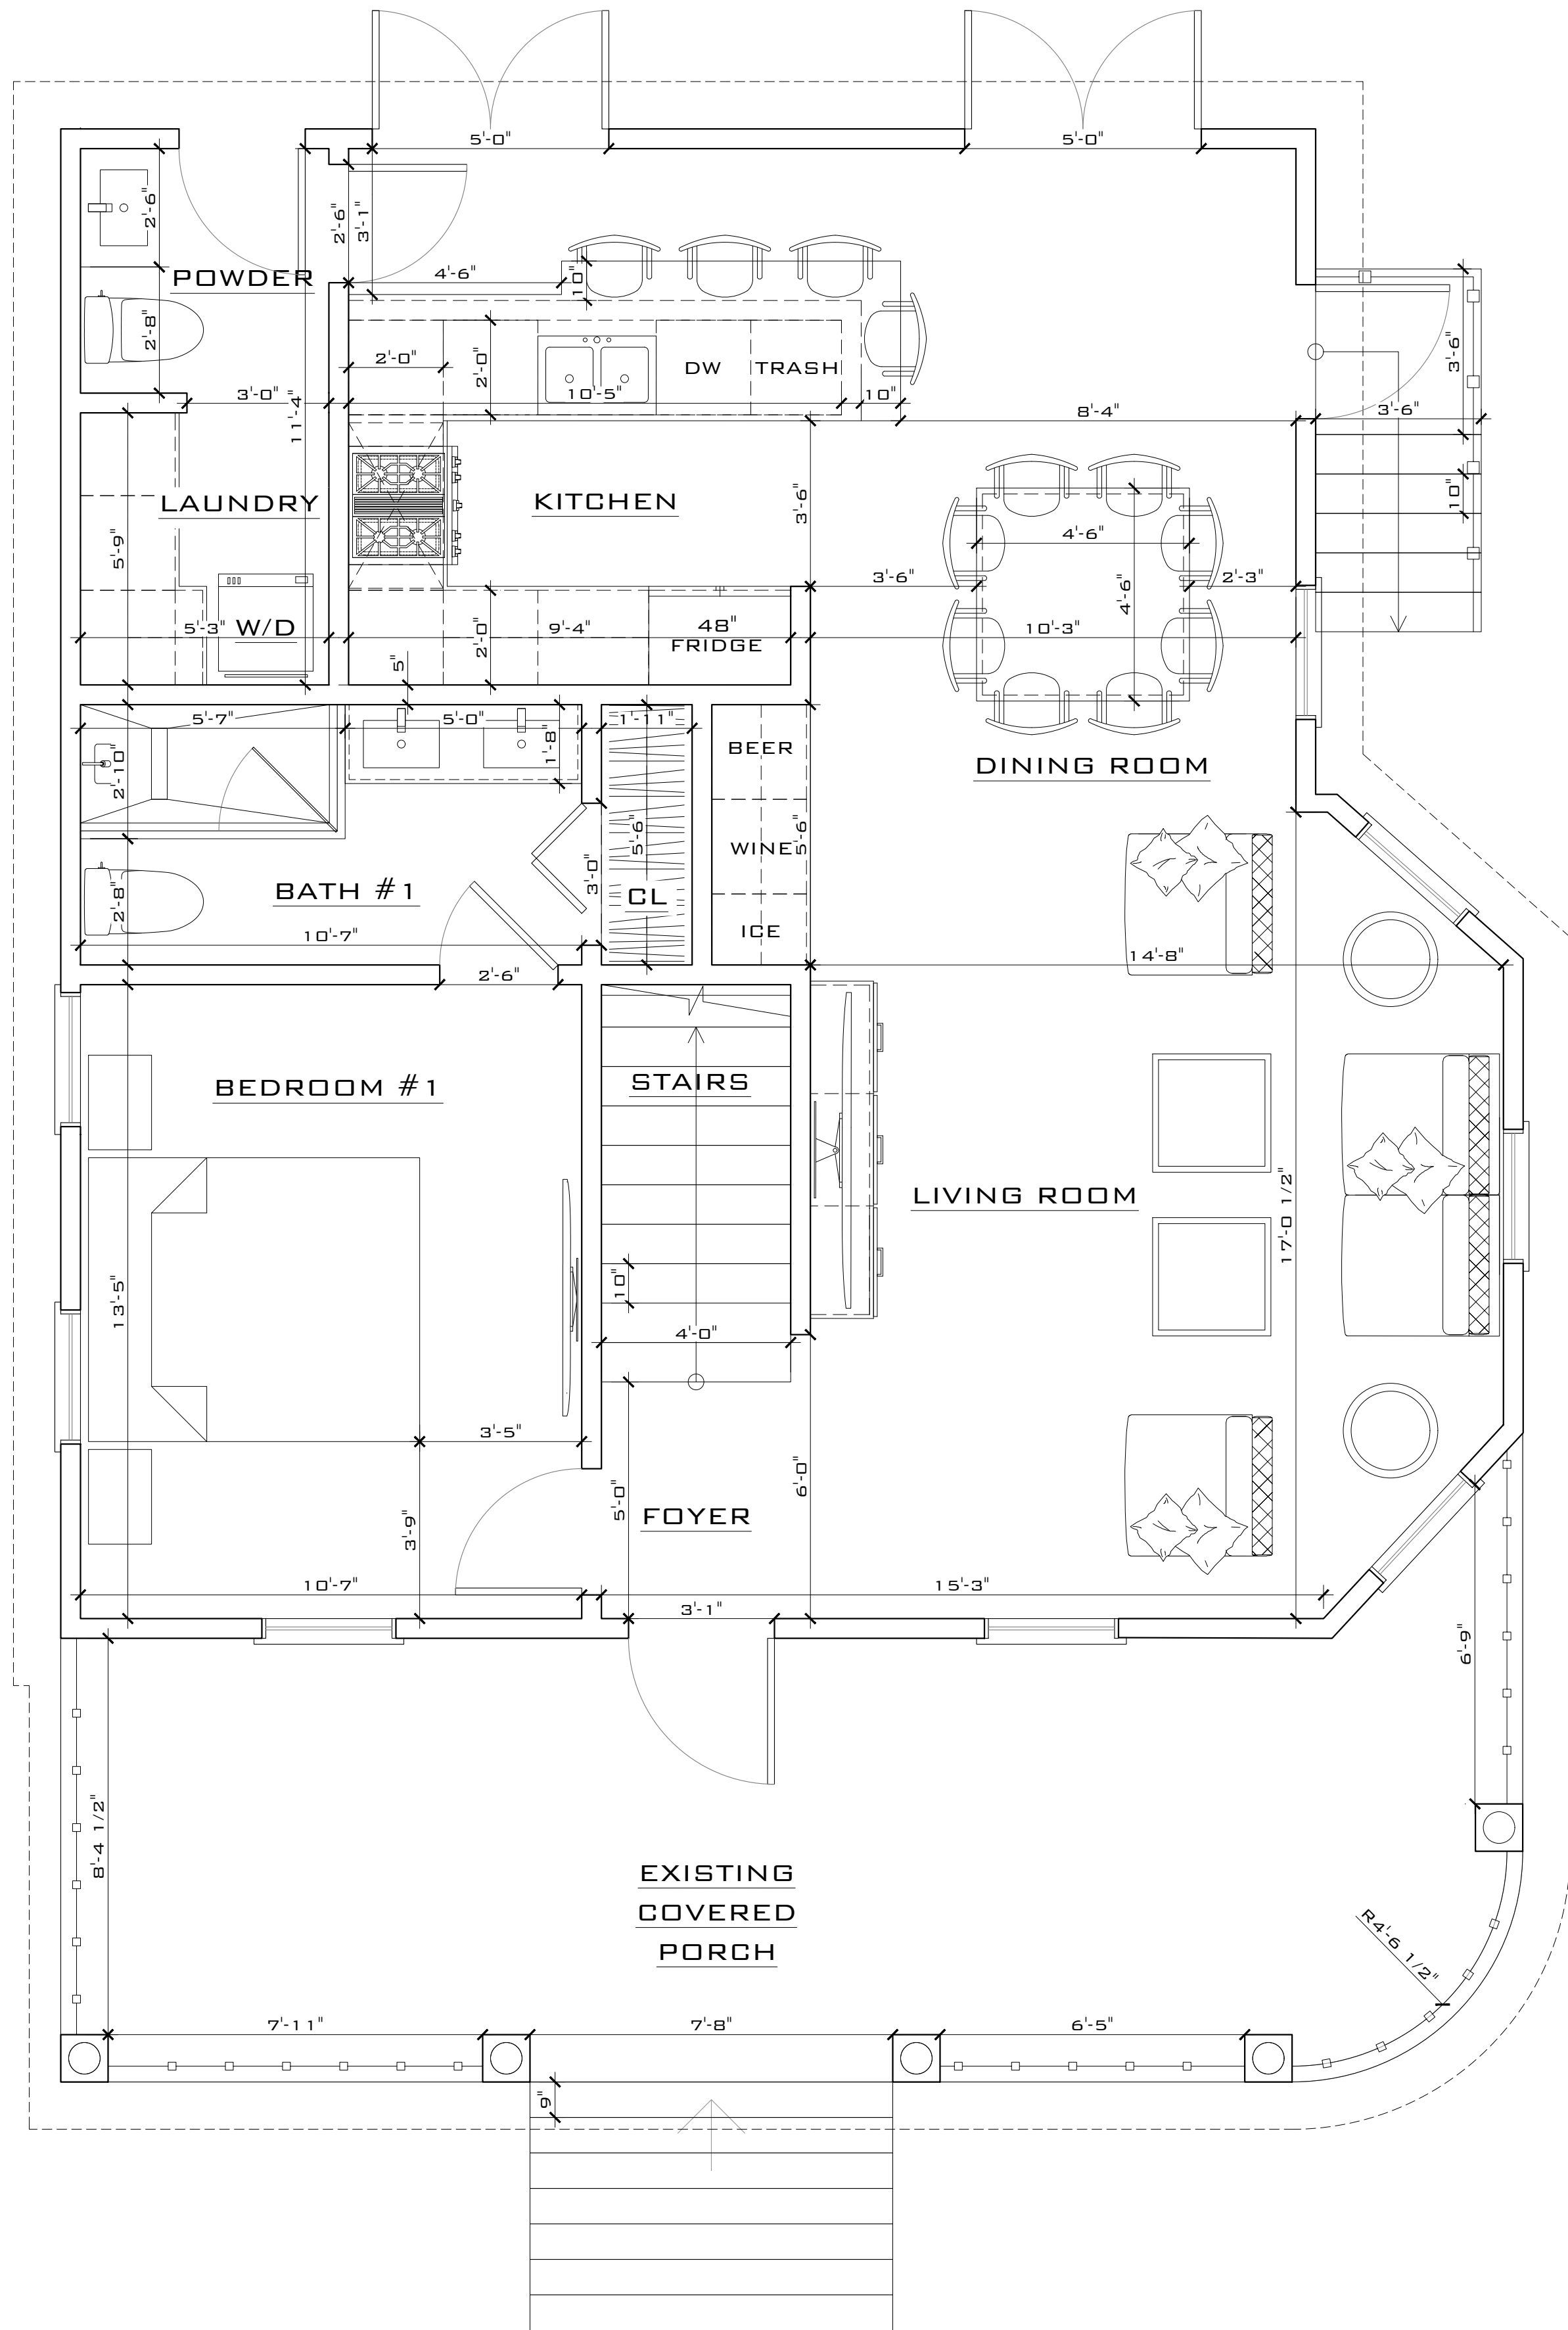 5'-0"
5'-0"
2'-6"
2'-6"
3'-1"
POWDER
4'-6"
10"
2'-8"
3'-6"
2'-0"
2'-0"
DW
TRASH
3'-0"
11'-4"
10'-5"
10"
8'-4"
3'-6"
LAUNDRY
KITCHEN
3'-6"
10"
5'-9"
4'-6"
3'-6"
4'-6"
2'-3"
5'-3"
W/D
2'-0"
9'-4"
48"
FRIDGE
10'-3"
5"
5'-7"
5'-0"
1'-11"
2'-10"
1'-8"
BEER
DINING ROOM
5'-6"
WINE
5'-6"
BATH #1
2'-8"
3'-0"
CL
10'-7"
ICE
14'-8"
2'-6"
BEDROOM #1
STAIRS
LIVING ROOM
17'-0 1/2"
13'-5"
10"
4'-0"
3'-5"
5'-0"
6'-0"
FOYER
3'-9"
10'-7"
15'-3"
3'-1"
6'-9"
8'-4 1/2"
EXISTING
COVERED
PORCH
R4'-6 1/2"
7'-11"
7'-8"
6'-5"
9"